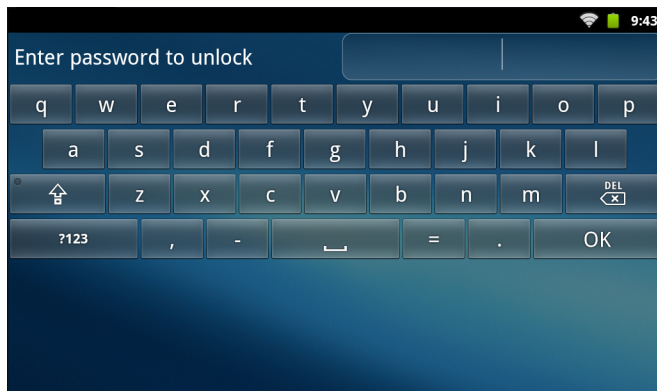 9:43
Enter password to unlock
q w e r t y u i o p
a s d f g h j k l
z x c v b n m DEL
?123 , - = . OK